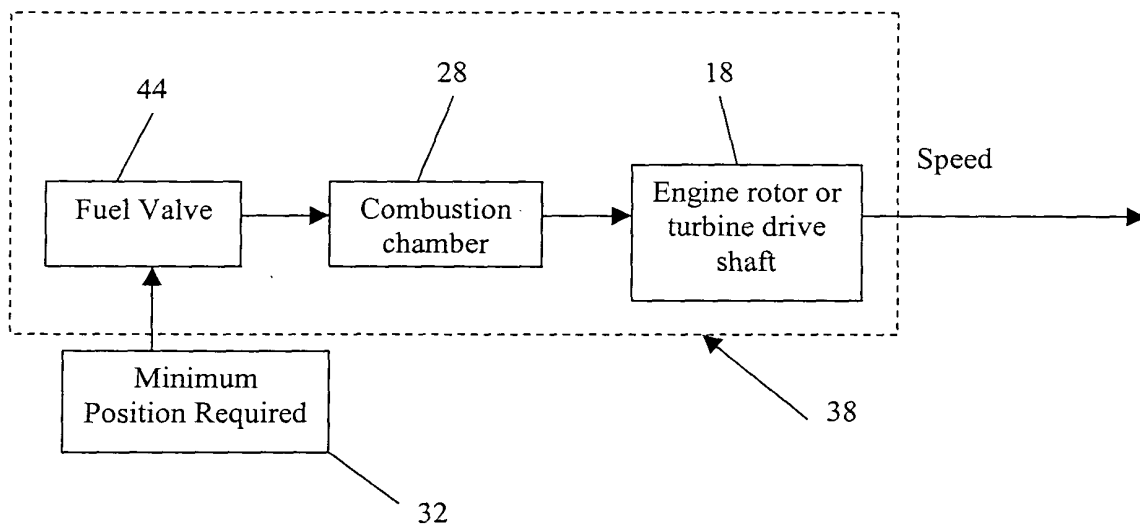 44
28
18
Speed
Fuel Valve
Combustion
chamber
Engine rotor or
turbine drive
shaft
Minimum
Position Required
38
32